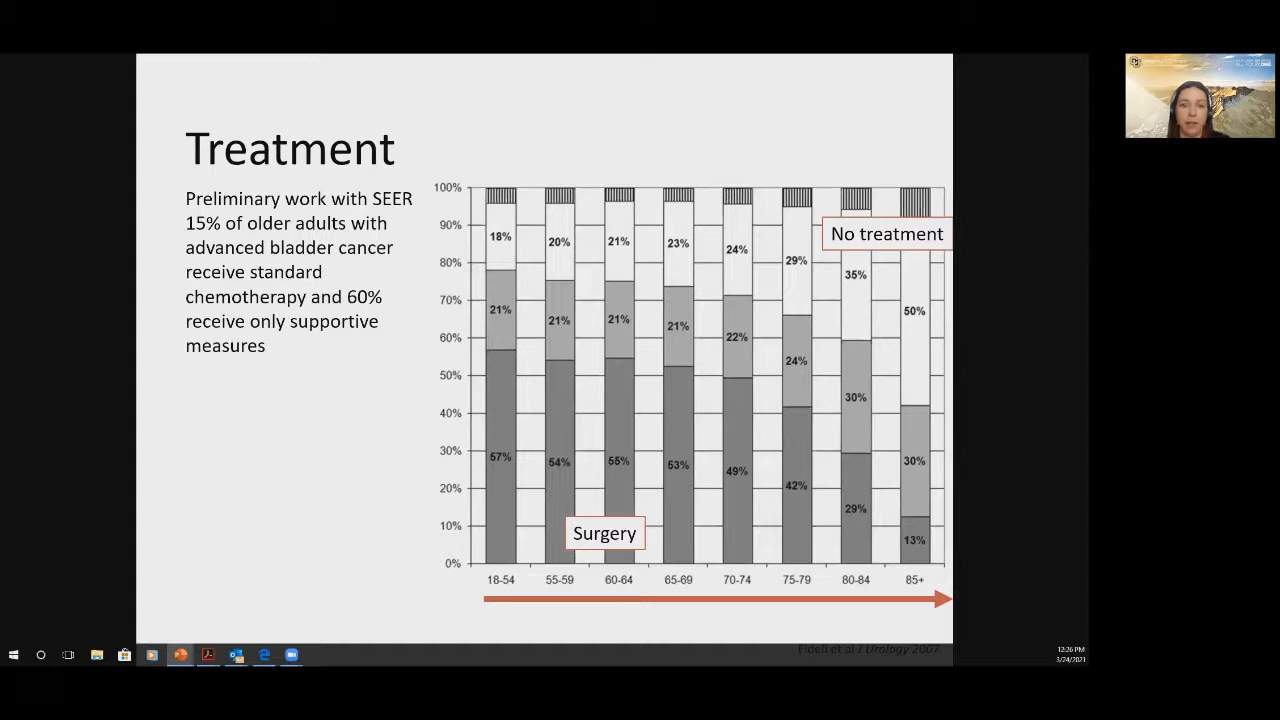 Treatment
Preliminary work with SEER
15% of older adults with
advanced bladder cancer
receive standard
chemotherapy and 60%
receive only supportive
measures
100%
90%
80%
70%
60%
50%
40%
30%
20%
10%
0%
18% 20% 21% 23% 24% 29% 35% 50%
21% 21% 21% 21% 22% 24% 30% 30%
57% 54% 55% 53% 49% 42% 29% 13%
No treatment
Surgery
18-54 55-59 60-64 65-69 70-74 75-79 80-84 85+
Fidell et al J Urology 2007.
12:26 PM
3/24/2021